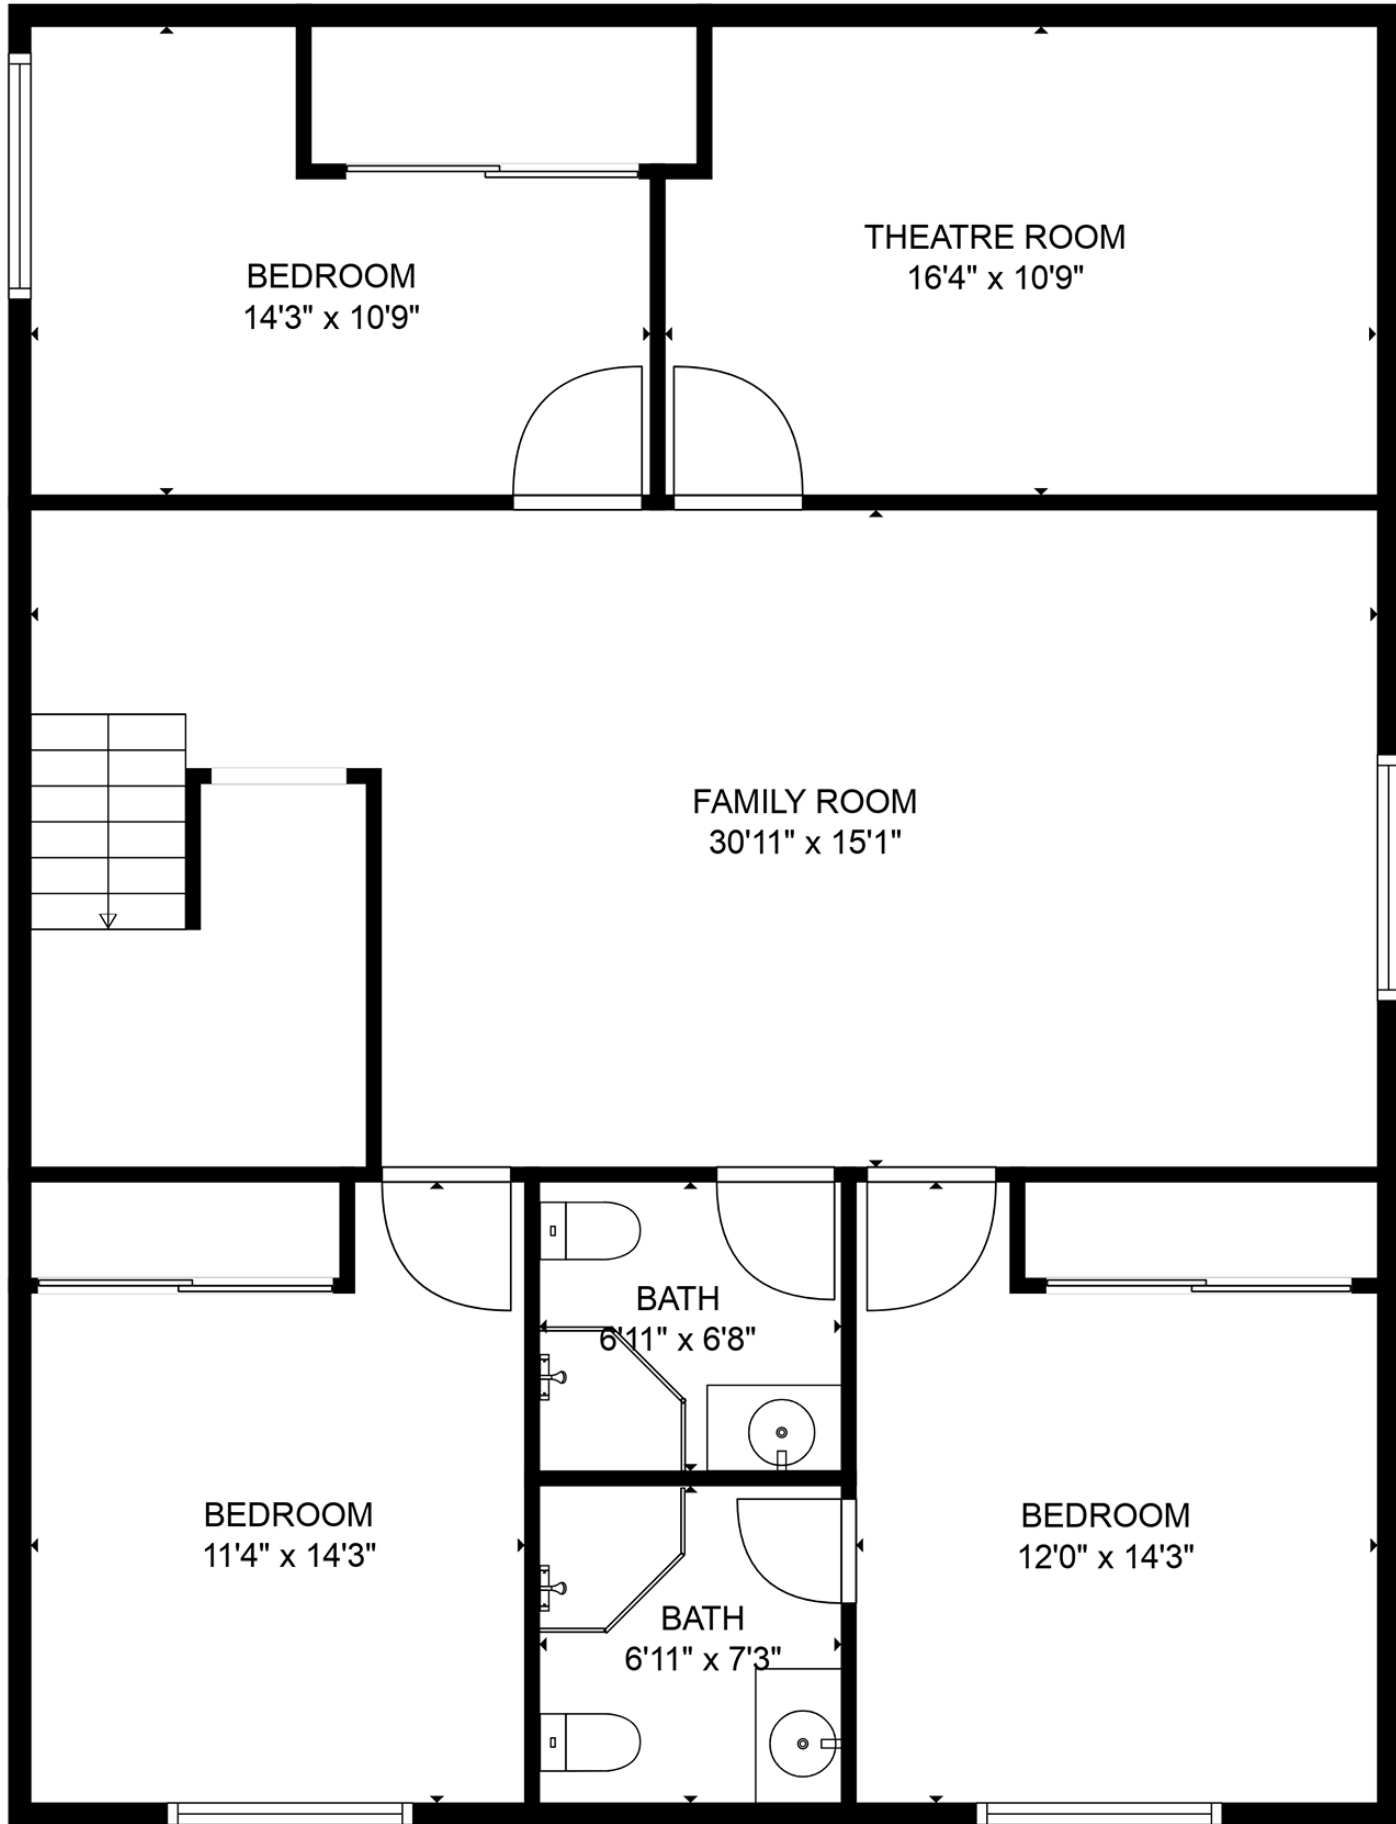 THEATRE ROOM
16'4" x 10'9"
BEDROOM
14'3" x 10'9"
FAMILY ROOM
30'11" x 15'1"
BATH
6'11" x 6'8"
BEDROOM
11'4" x 14'3"
BEDROOM
12'0" x 14'3"
BATH
6'11" x 7'3"